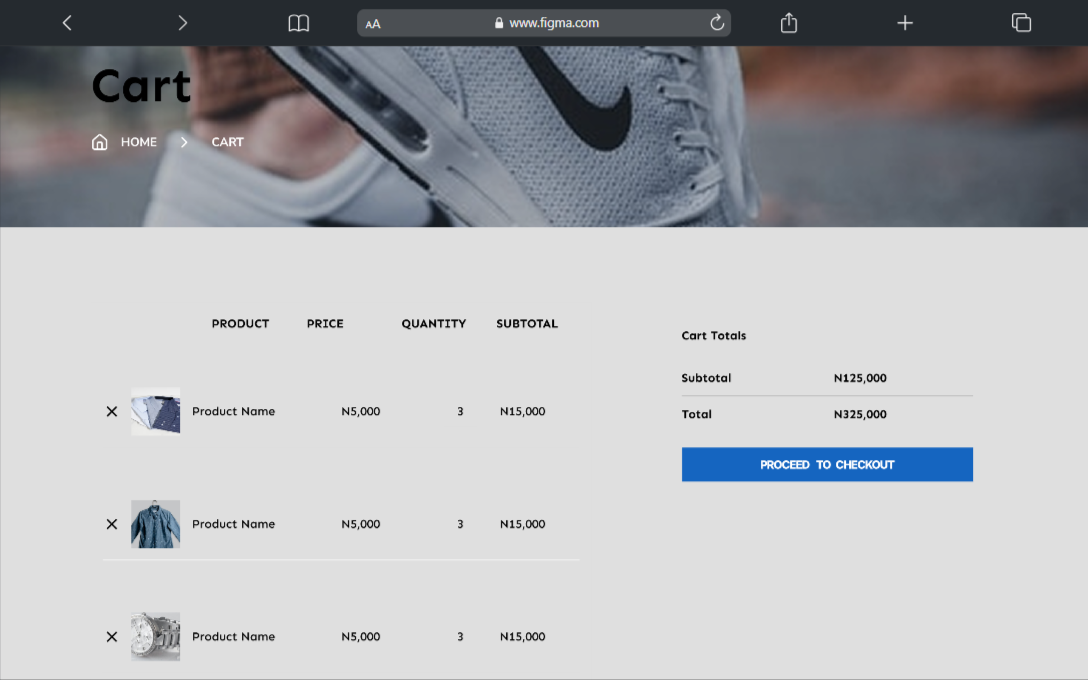 AA www.figma.com
Cart
HOME CART
PRODUCT PRICE QUANTITY SUBTOTAL
Cart Totals
Subtotal N125,000
Product Name N5,000 3 N15,000
Total N325,000
PROCEED TO CHECKOUT
Product Name N5,000 3 N15,000
Product Name N5,000 3 N15,000